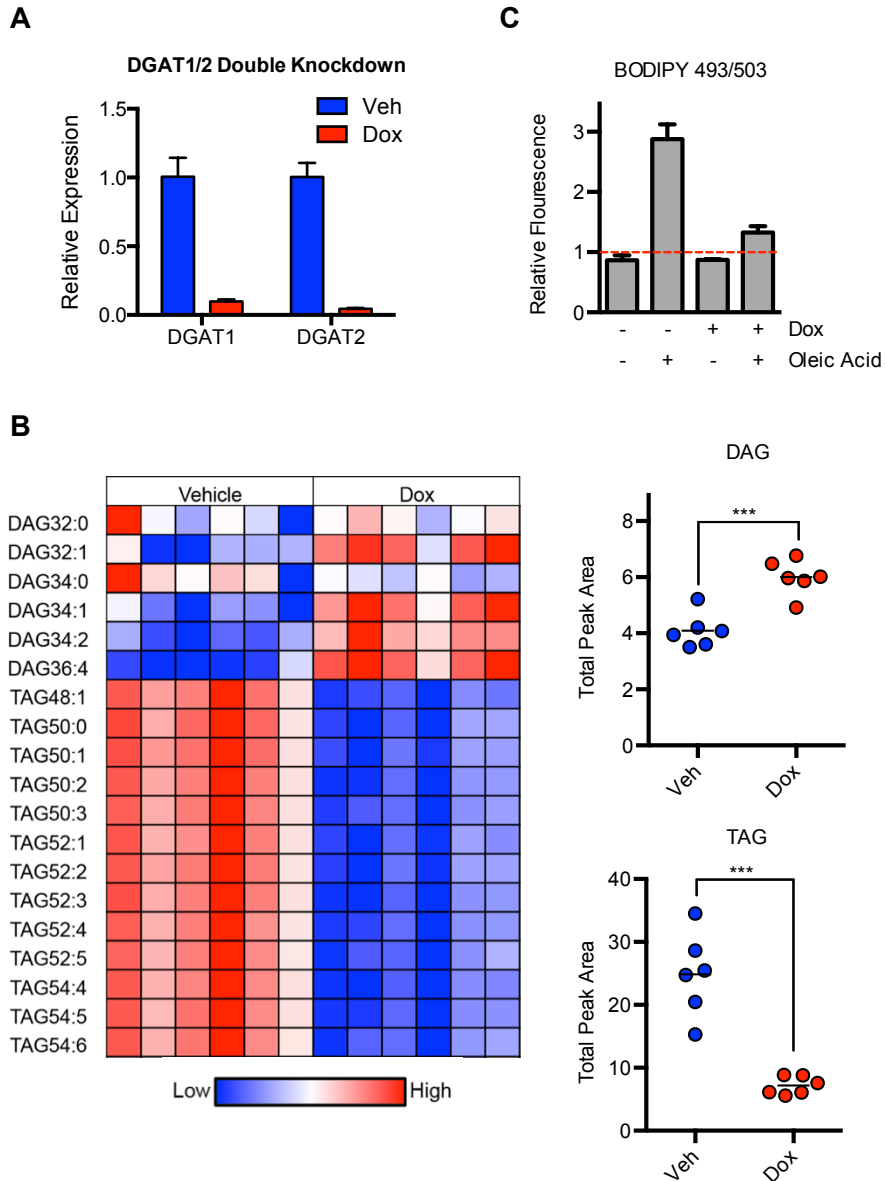 A
DGAT1/2 Double Knockdown
Veh
Dox
Relative Expression
1.5
1.0
0.5
0.0
DGAT1 DGAT2
C
BODIPY 493/503
Relative Flourescence
3
2
1
0
- - + + Dox
- + - + Oleic Acid
B
Vehicle Dox
DAG32:0
DAG32:1
DAG34:0
DAG34:1
DAG34:2
DAG36:4
TAG48:1
TAG50:0
TAG50:1
TAG50:2
TAG50:3
TAG52:1
TAG52:2
TAG52:3
TAG52:4
TAG52:5
TAG54:4
TAG54:5
TAG54:6
Low High
DAG
***
Total Peak Area
8
6
4
2
0
Veh Dox
TAG
***
Total Peak Area
40
30
20
10
0
Veh Dox